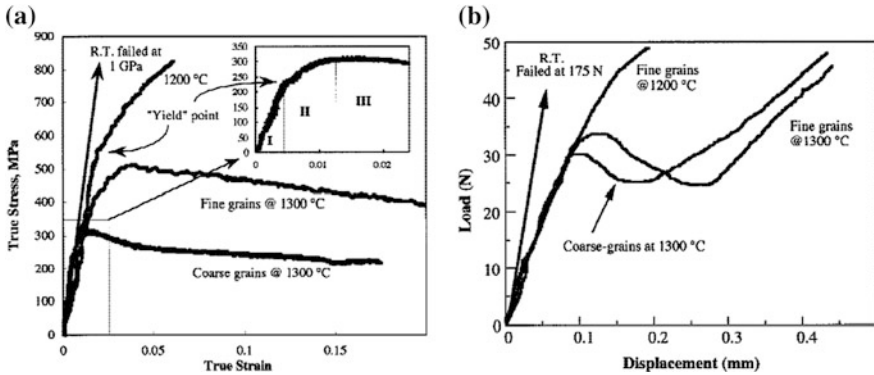 (a)
900
800
700
600
500
400
300
200
100
0
True Stress, MPa
R.T. failed at
1 GPa
1200 °C
"Yield" point
Fine grains @ 1300 °C
Coarse grains @ 1300 °C
350
300
250
200
150
100
50
0
I
II
III
0
0.01
0.02
0
0.05
0.1
0.15
True Strain
(b)
50
40
30
20
10
0
Load (N)
R.T.
Failed at 175 N
Fine grains
@1200 °C
Fine grains
@1300 °C
Coarse-grains at 1300 °C
0
0.1
0.2
0.3
0.4
Displacement (mm)